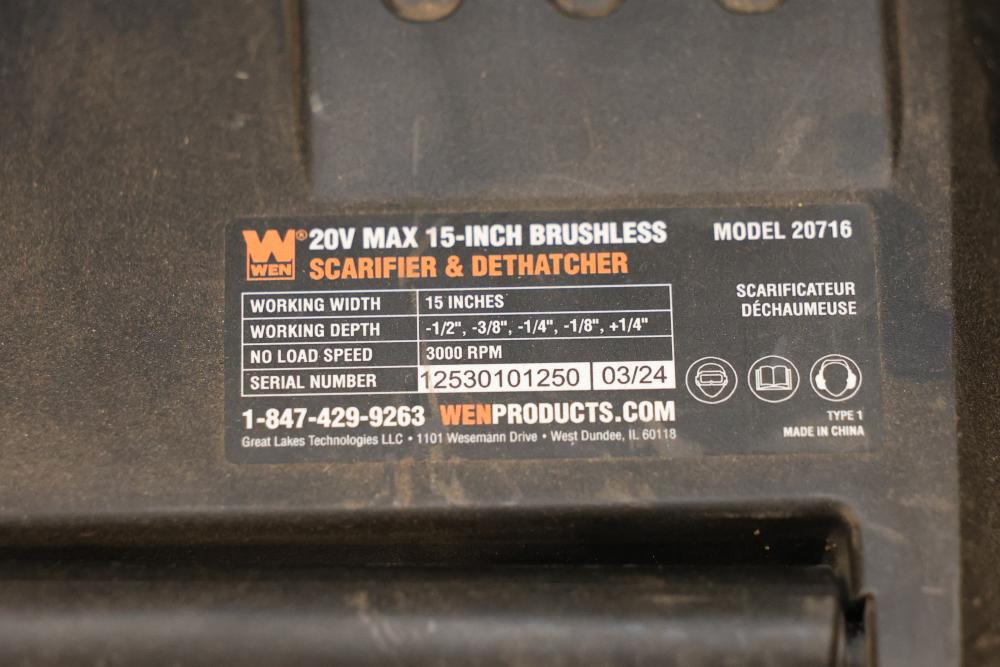 WEN®
20V MAX 15-INCH BRUSHLESS
SCARIFIER & DETHATCHER
MODEL 20716
SCARIFICATEUR
DÉCHAUMEUSE
WORKING WIDTH 15 INCHES
WORKING DEPTH -1/2", -3/8", -1/4", -1/8", +1/4"
NO LOAD SPEED 3000 RPM
SERIAL NUMBER 12530101250 03/24
1-847-429-9263 WENPRODUCTS.COM
Great Lakes Technologies LLC • 1101 Wesemann Drive • West Dundee, IL 60118
TYPE 1
MADE IN CHINA